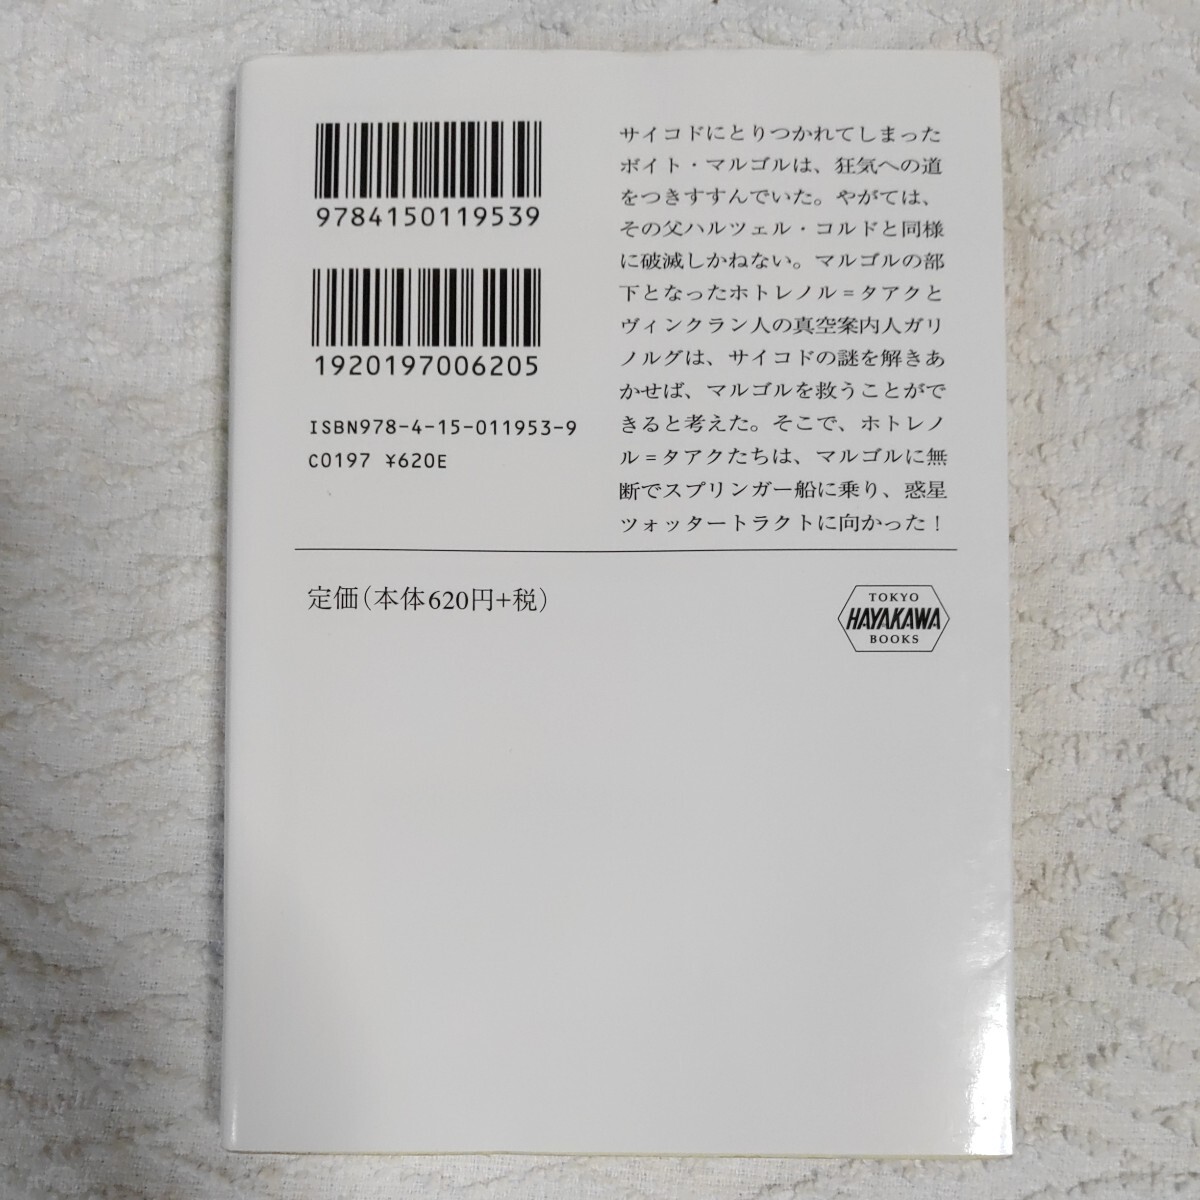 9784150119539
1920197006205
ISBN978-4-15-011953-9
C0197 ¥620E
サイコドにとりつかれてしまった
ボイト・マルゴルは、狂気への道
をつきすすんでいた。やがては、
その父ハルツェル・コルドと同様
に破滅しかねない。マルゴルの部
下となったホトレノル＝タアクと
ヴィンクラン人の真空案内人ガリ
ノルグは、サイコドの謎を解きあ
かせば、マルゴルを救うことがで
きると考えた。そこで、ホトレノ
ル＝タアクたちは、マルゴルに無
断でスプリンガー船に乗り、惑星
ツォッタートラクトに向かった！
定価(本体620円+税)
TOKYO
HAYAKAWA
BOOKS